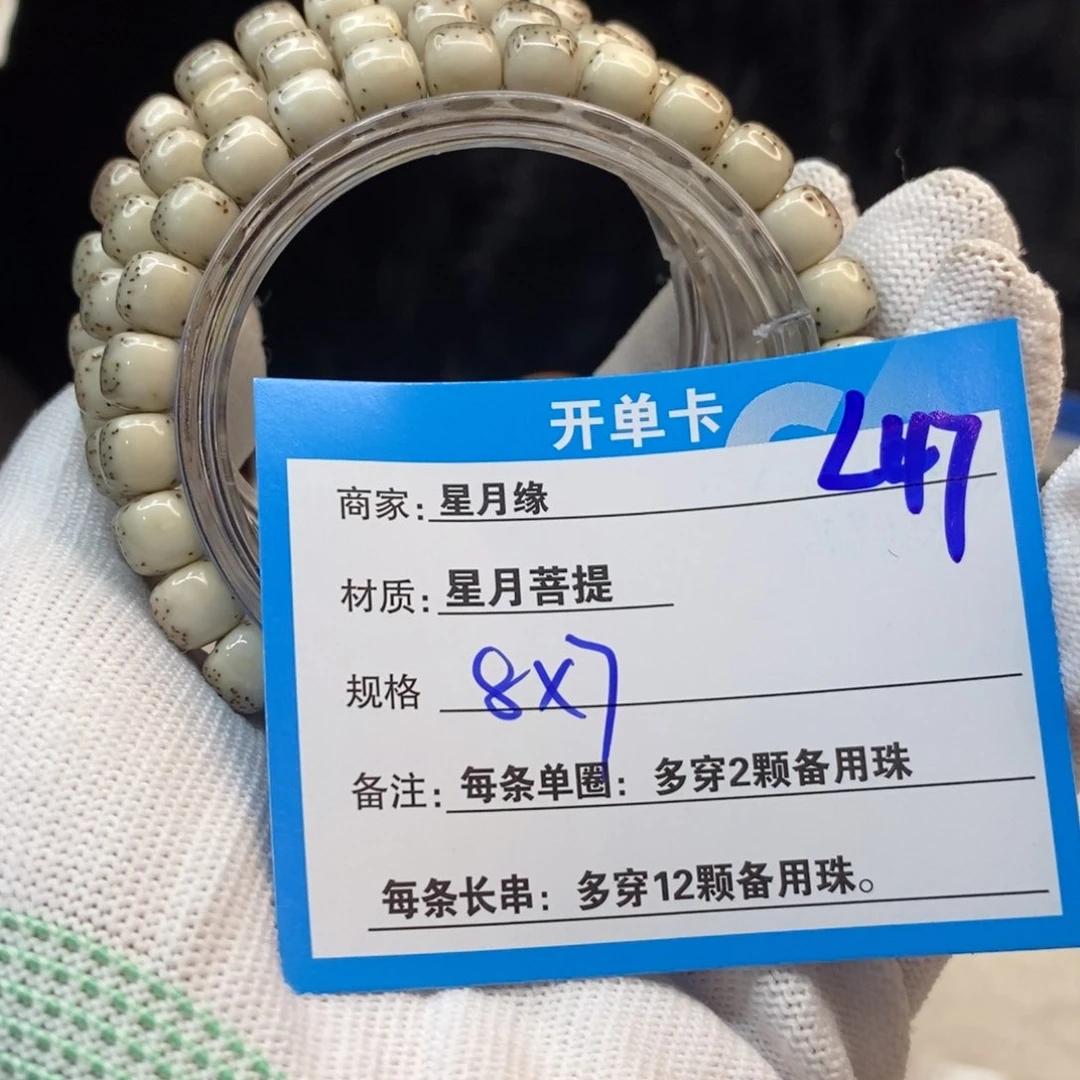 开单卡
L47
商家：星月缘
材质：星月菩提
规格 8X7
备注：每条单圈：多穿2颗备用珠
每条长串：多穿12颗备用珠。